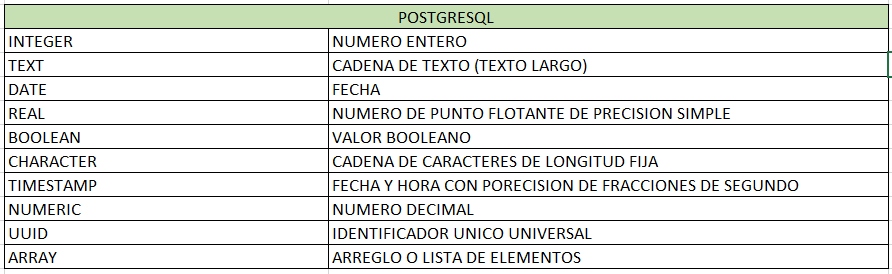 POSTGRESQL
INTEGER NUMERO ENTERO
TEXT CADENA DE TEXTO (TEXTO LARGO)
DATE FECHA
REAL NUMERO DE PUNTO FLOTANTE DE PRECISION SIMPLE
BOOLEAN VALOR BOOLEANO
CHARACTER CADENA DE CARACTERES DE LONGITUD FIJA
TIMESTAMP FECHA Y HORA CON PORECISION DE FRACCIONES DE SEGUNDO
NUMERIC NUMERO DECIMAL
UUID IDENTIFICADOR UNICO UNIVERSAL
ARRAY ARREGLO O LISTA DE ELEMENTOS